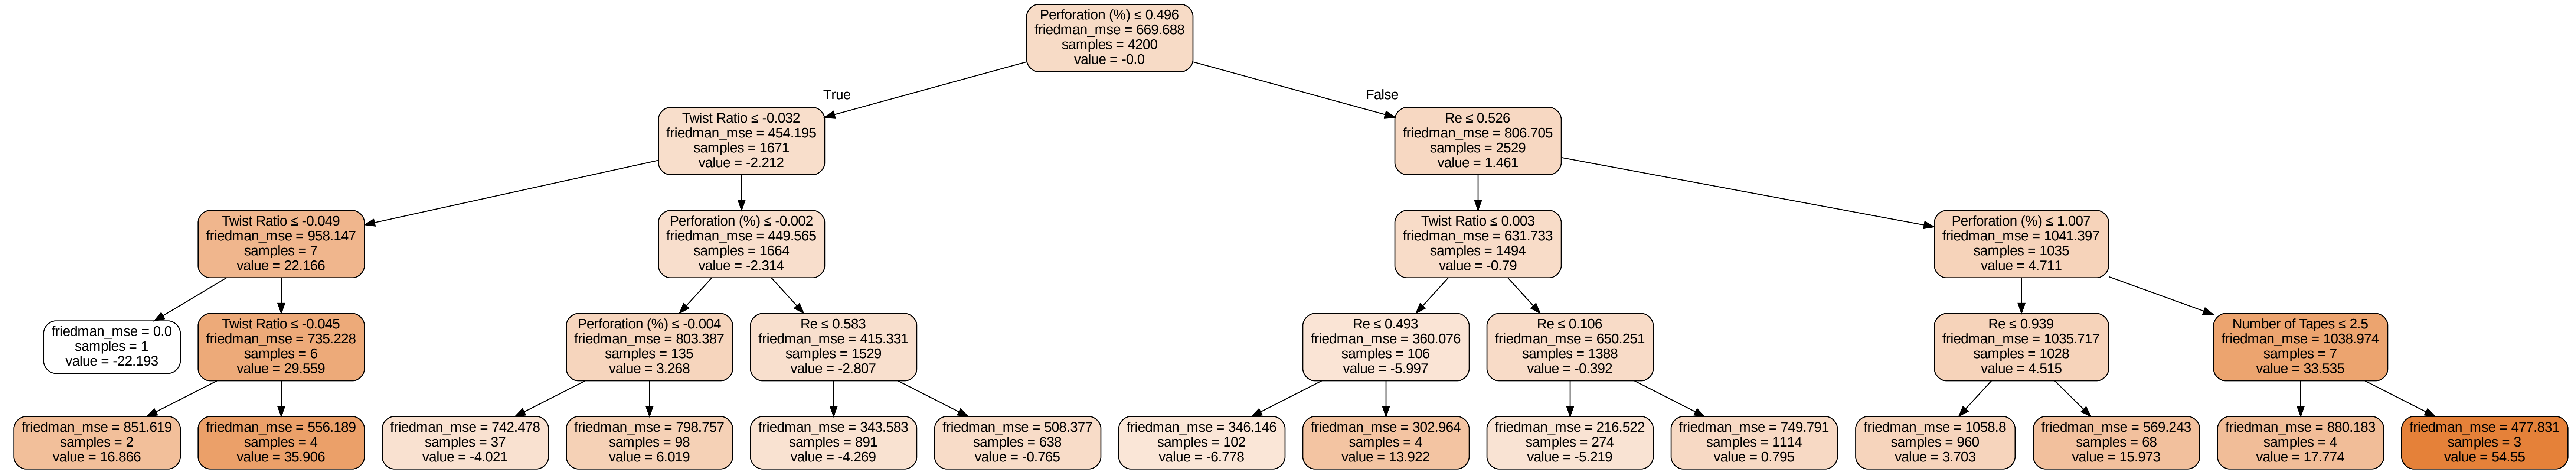 Perforation (%) ≤ 0.496
friedman_mse = 669.688
samples = 4200
value = -0.0
True
False
Twist Ratio ≤ -0.032
friedman_mse = 454.195
samples = 1671
value = -2.212
Re ≤ 0.526
friedman_mse = 806.705
samples = 2529
value = 1.461
Twist Ratio ≤ -0.049
friedman_mse = 958.147
samples = 7
value = 22.166
Perforation (%) ≤ -0.002
friedman_mse = 449.565
samples = 1664
value = -2.314
Twist Ratio ≤ 0.003
friedman_mse = 631.733
samples = 1494
value = -0.79
Perforation (%) ≤ 1.007
friedman_mse = 1041.397
samples = 1035
value = 4.711
friedman_mse = 0.0
samples = 1
value = -22.193
Twist Ratio ≤ -0.045
friedman_mse = 735.228
samples = 6
value = 29.559
Perforation (%) ≤ -0.004
friedman_mse = 803.387
samples = 135
value = 3.268
Re ≤ 0.583
friedman_mse = 415.331
samples = 1529
value = -2.807
Re ≤ 0.493
friedman_mse = 360.076
samples = 106
value = -5.997
Re ≤ 0.106
friedman_mse = 650.251
samples = 1388
value = -0.392
Re ≤ 0.939
friedman_mse = 1035.717
samples = 1028
value = 4.515
Number of Tapes ≤ 2.5
friedman_mse = 1038.974
samples = 7
value = 33.535
friedman_mse = 851.619
samples = 2
value = 16.866
friedman_mse = 556.189
samples = 4
value = 35.906
friedman_mse = 742.478
samples = 37
value = -4.021
friedman_mse = 798.757
samples = 98
value = 6.019
friedman_mse = 343.583
samples = 891
value = -4.269
friedman_mse = 508.377
samples = 638
value = -0.765
friedman_mse = 346.146
samples = 102
value = -6.778
friedman_mse = 302.964
samples = 4
value = 13.922
friedman_mse = 216.522
samples = 274
value = -5.219
friedman_mse = 749.791
samples = 1114
value = 0.795
friedman_mse = 1058.8
samples = 960
value = 3.703
friedman_mse = 569.243
samples = 68
value = 15.973
friedman_mse = 880.183
samples = 4
value = 17.774
friedman_mse = 477.831
samples = 3
value = 54.55